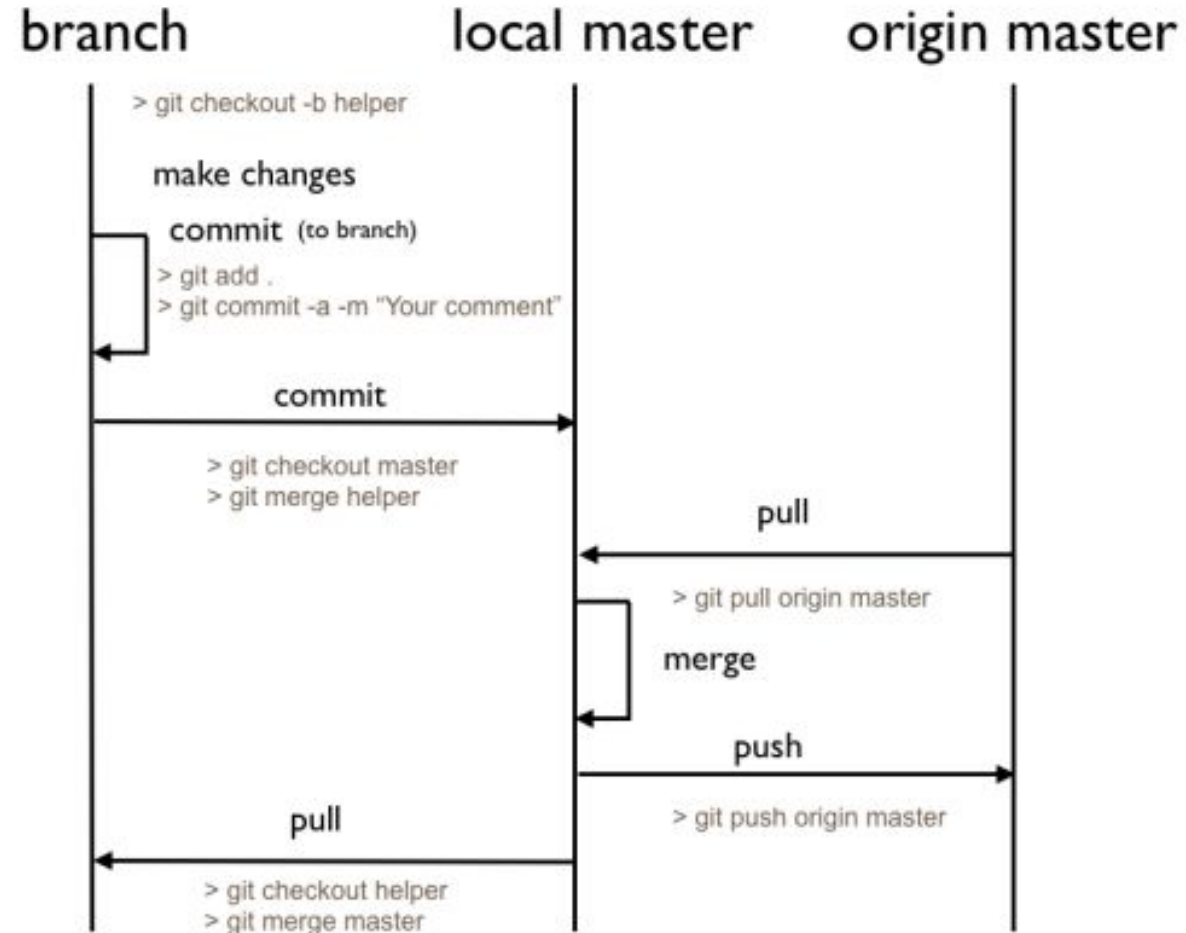 branch local master origin master
> git checkout -b helper
make changes
commit (to branch)
> git add .
> git commit -a -m “Your comment”
commit
> git checkout master
> git merge helper
pull
> git pull origin master
merge
push
> git push origin master
pull
> git checkout helper
> git merge master